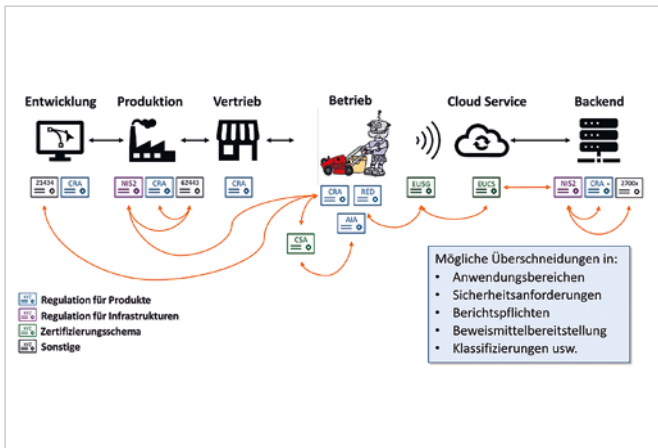 Entwicklung
Produktion
Vertrieb
Betrieb
Cloud Service
Backend
21434
CRA
NIS2
CRA
62443
CRA
CRA
RED
AIA
CSA
EU5G
EUCS
NIS2
CRA
2700x
Regulation für Produkte
Regulation für Infrastrukturen
Zertifizierungsschema
Sonstige
Mögliche Überschneidungen in:
• Anwendungsbereichen
• Sicherheitsanforderungen
• Berichtspflichten
• Beweismittelbereitstellung
• Klassifizierungen usw.